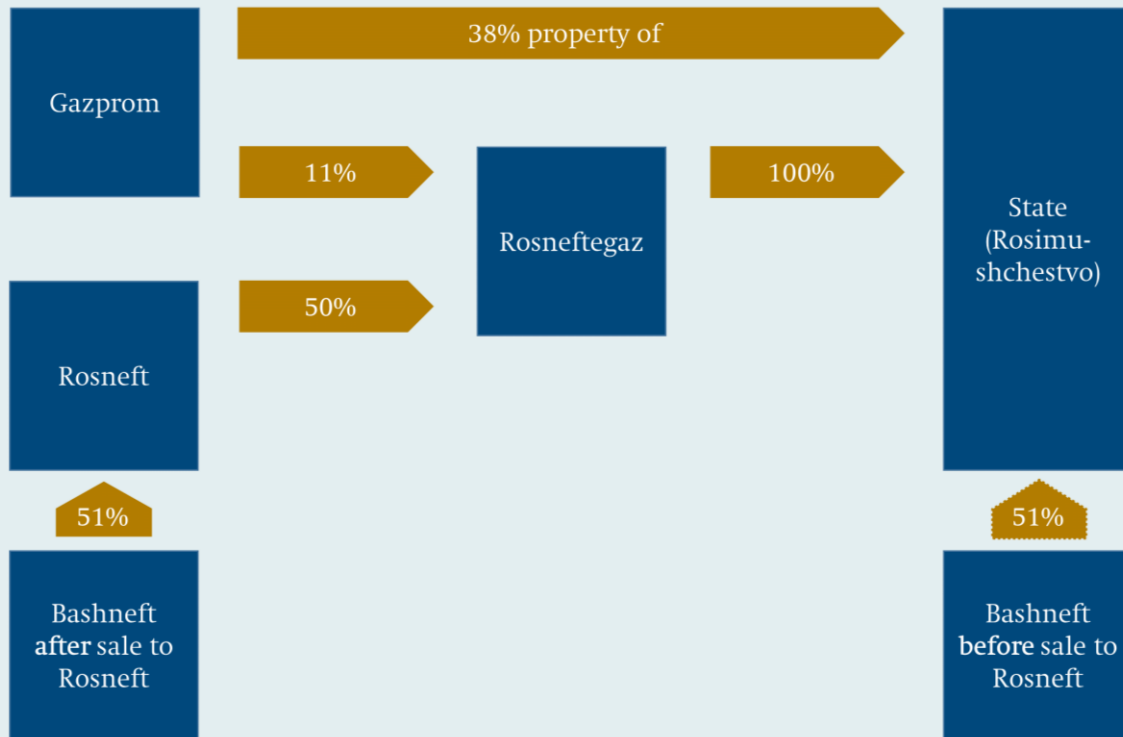 38% property of
Gazprom
11%
100%
Rosneftegaz
State
(Rosimu-
shchestvo)
50%
Rosneft
51%
51%
Bashneft
after sale to
Rosneft
Bashneft
before sale to
Rosneft